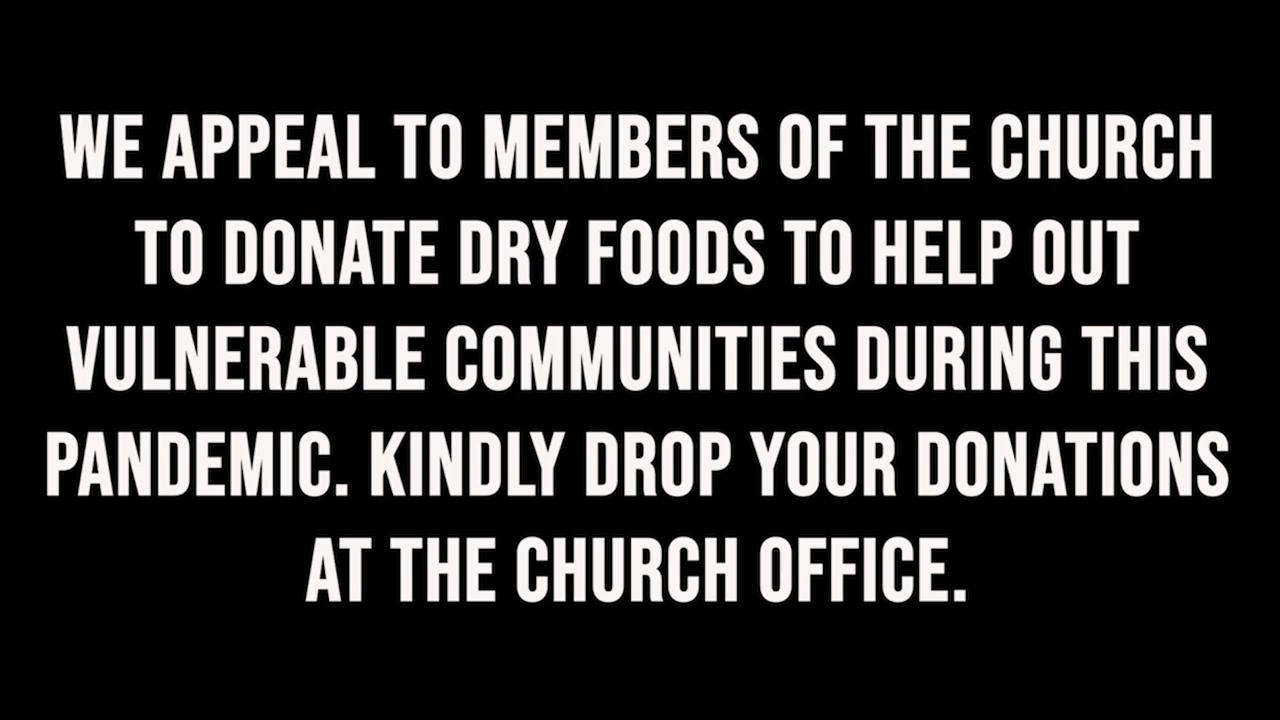 WE APPEAL TO MEMBERS OF THE CHURCH
TO DONATE DRY FOODS TO HELP OUT
VULNERABLE COMMUNITIES DURING THIS
PANDEMIC. KINDLY DROP YOUR DONATIONS
AT THE CHURCH OFFICE.